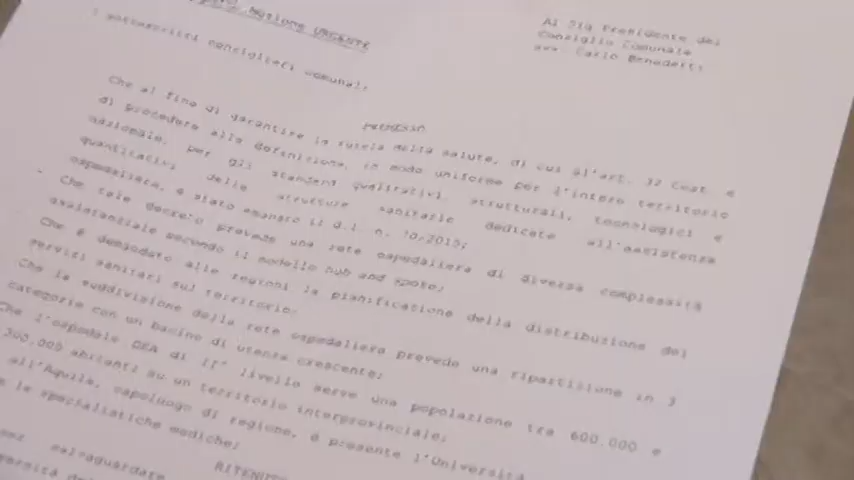 Mozione URGENTE
Al Sig Presidente del
Consiglio Comunale
avv. Carlo Benedetti
I sottoscritti consiglieri comunali
PREMESSO
Che al fine di garantire la tutela della salute, di cui all'art. 32 Cost. e
di procedere alla definizione, in modo uniforme per l'intero territorio
nazionale, per gli standard qualitativi, strutturali, tecnologici e
quantitativi delle strutture sanitarie dedicate all'assistenza
ospedaliera, è stato emanato il d.l. n. 70/2015;
Che tale decreto prevede una rete ospedaliera di diversa complessità
assistenziale secondo il modello hub and spoke;
Che è demandato alle regioni la pianificazione della distribuzione dei
servizi sanitari sul territorio.
Che la suddivisione della rete ospedaliera prevede una ripartizione in 3
categorie con un bacino di utenza crescente;
Che l'ospedale DEA di II° livello serve una popolazione tra 600.000 e
300.000 abitanti su un territorio interprovinciale;
all'Aquila, capoluogo di regione, è presente l'Università
le specialistiche mediche;
salvaguardare